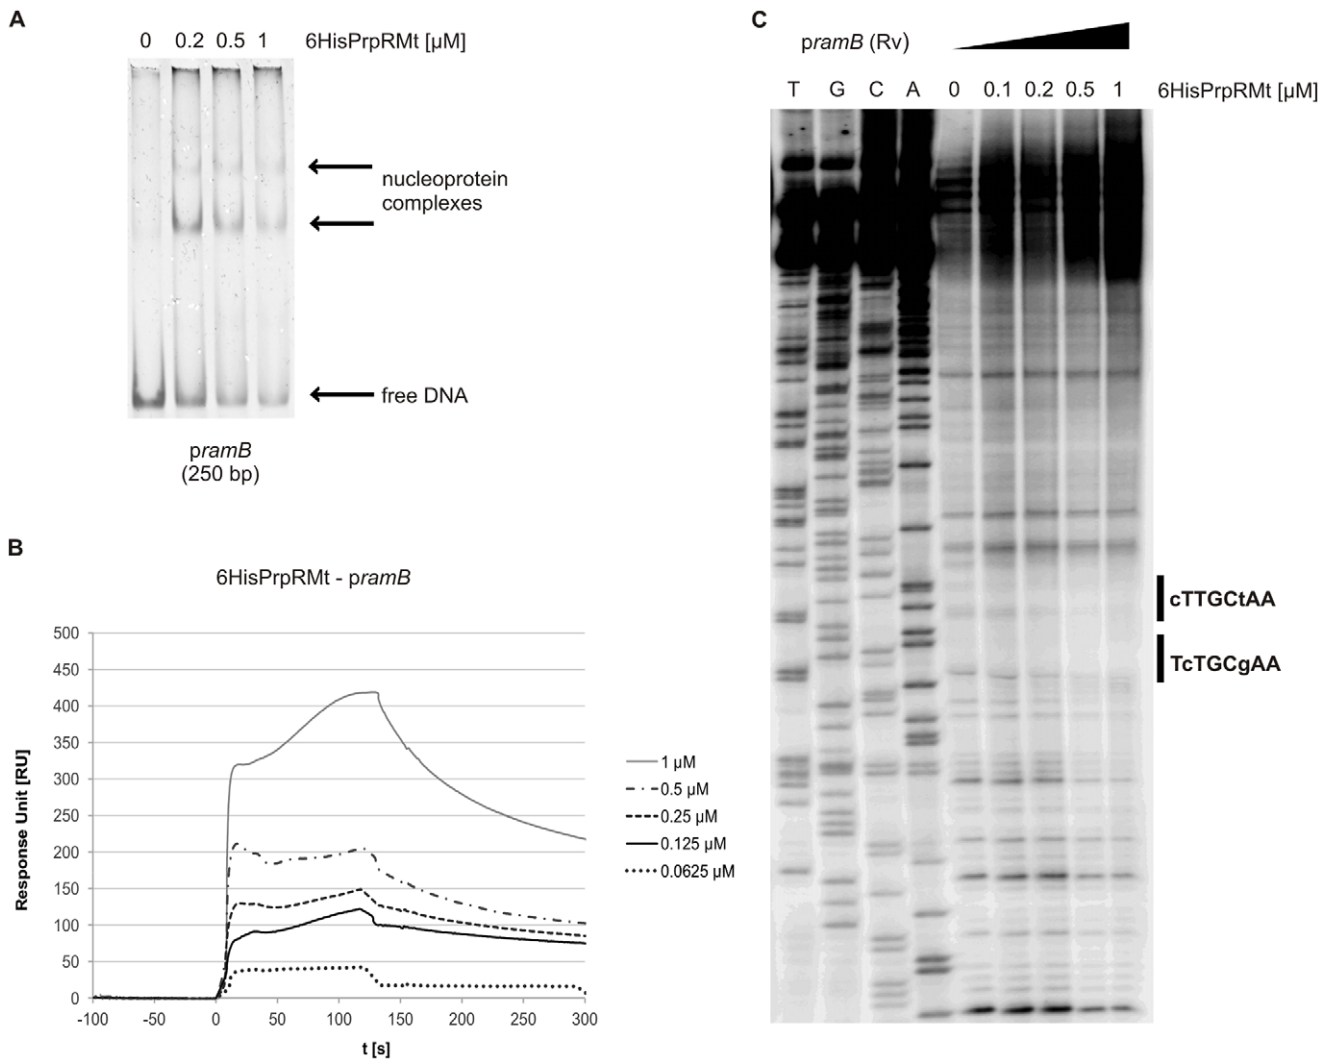 A
0 0.2 0.5 1 6HisPrpRMt [µM]
nucleoprotein
complexes
free DNA
pramB
(250 bp)
B
6HisPrpRMt - pramB
500
450
400
350
300
250
200
150
100
50
0
-100 -50 0 50 100 150 200 250 300
Response Unit [RU]
t [s]
1 µM
0.5 µM
0.25 µM
0.125 µM
0.0625 µM
C
pramB (Rv)
T G C A 0 0.1 0.2 0.5 1 6HisPrpRMt [µM]
cTTGCtAA
TcTGCgAA